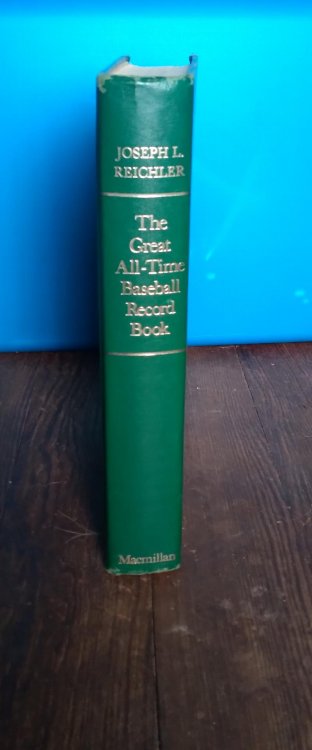 JOSEPH L.
REICHLER
The
Great
All-Time
Baseball
Record
Book
Macmillan